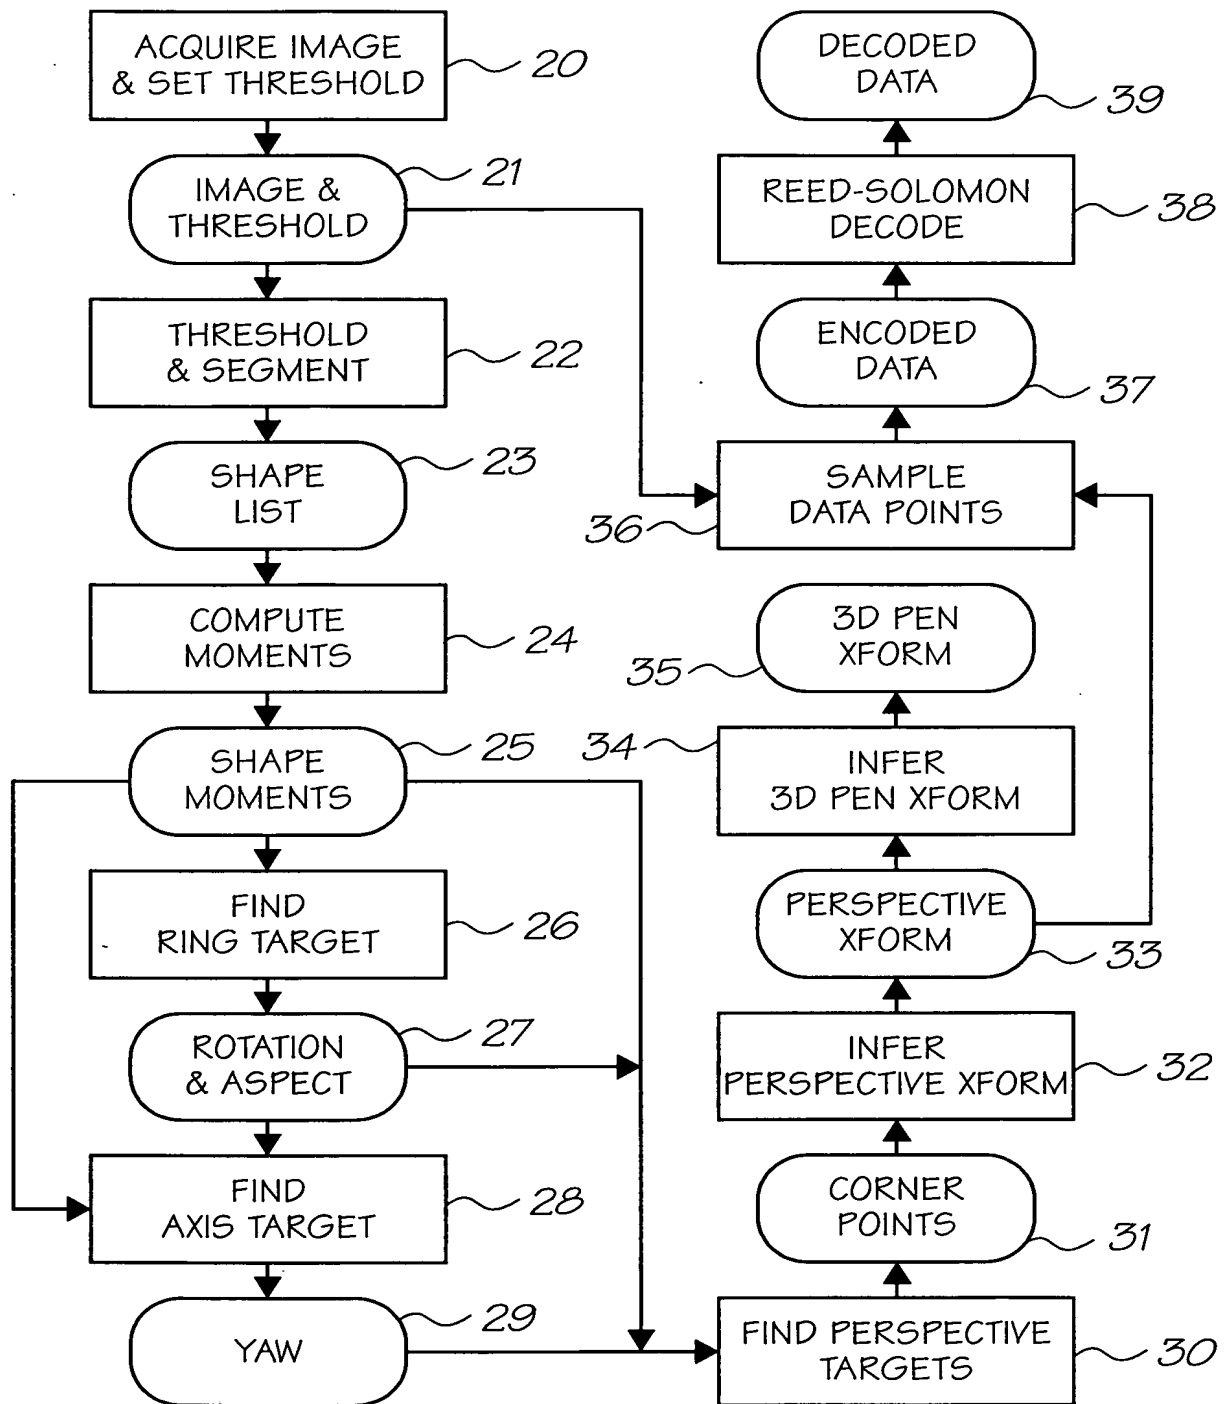 ACQUIRE IMAGE
& SET THRESHOLD
20
IMAGE &
THRESHOLD
21
THRESHOLD
& SEGMENT
22
SHAPE
LIST
23
COMPUTE
MOMENTS
24
SHAPE
MOMENTS
25
FIND
RING TARGET
26
ROTATION
& ASPECT
27
FIND
AXIS TARGET
28
YAW
29
DECODED
DATA
39
REED-SOLOMON
DECODE
38
ENCODED
DATA
37
SAMPLE
DATA POINTS
36
3D PEN
XFORM
35
INFER
3D PEN XFORM
34
PERSPECTIVE
XFORM
33
INFER
PERSPECTIVE XFORM
32
CORNER
POINTS
31
FIND PERSPECTIVE
TARGETS
30